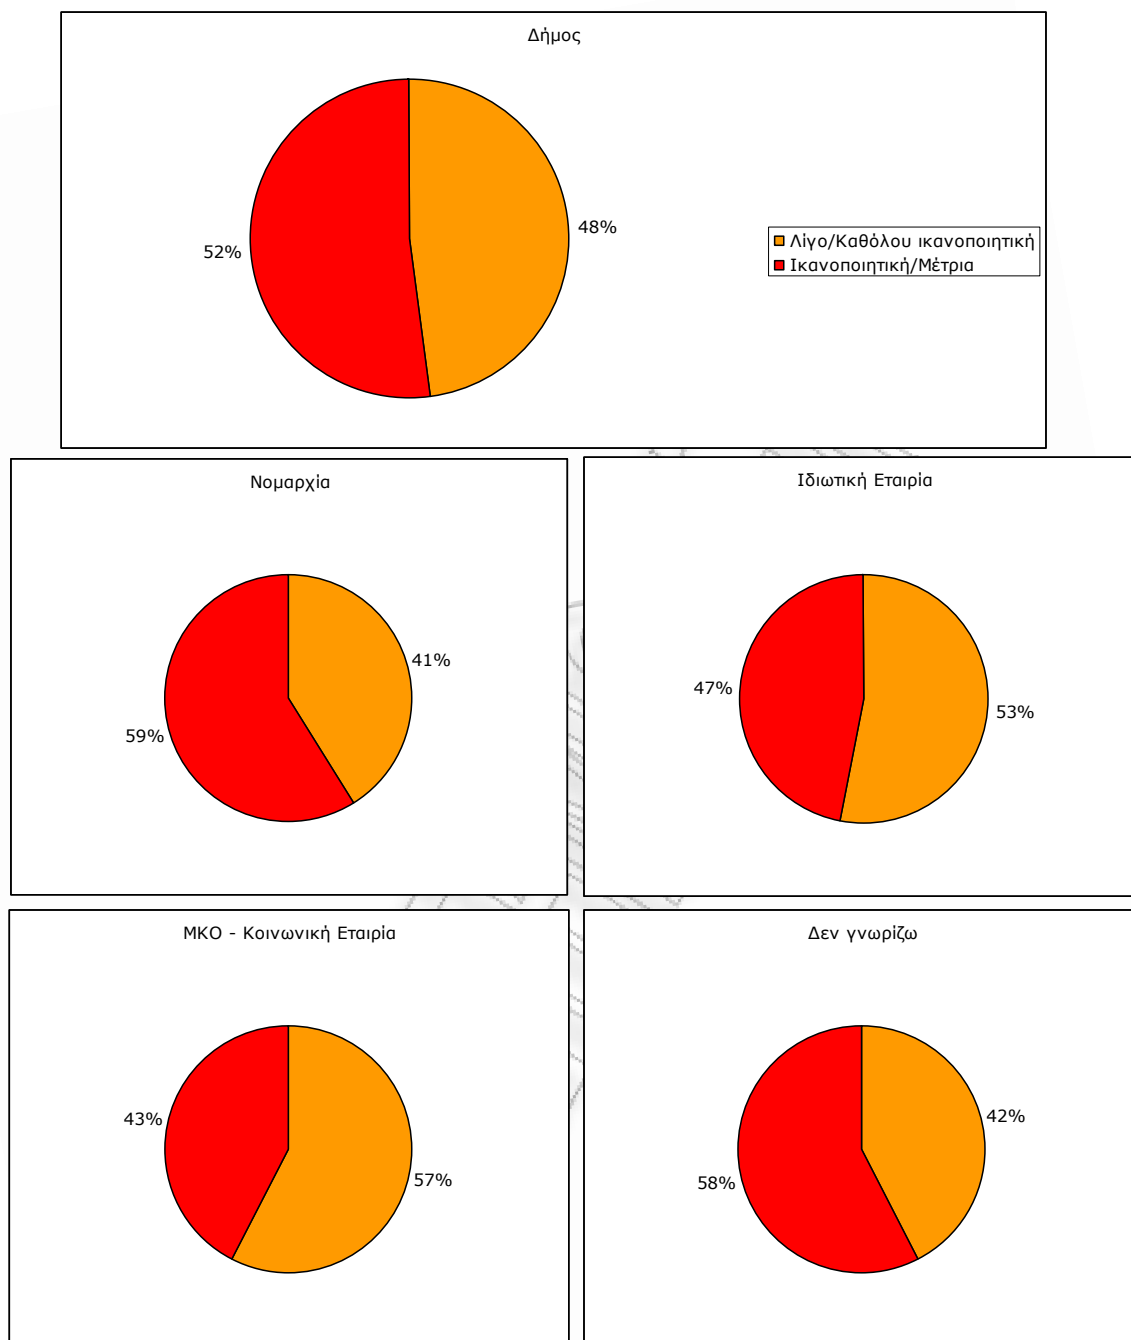 Δήμος
48%
52%
Λίγο/Καθόλου ικανοποιητική
Ικανοποιητική/Μέτρια
Νομαρχία
41%
59%
Ιδιωτική Εταιρία
47%
53%
ΜΚΟ - Κοινωνική Εταιρία
43%
57%
Δεν γνωρίζω
42%
58%